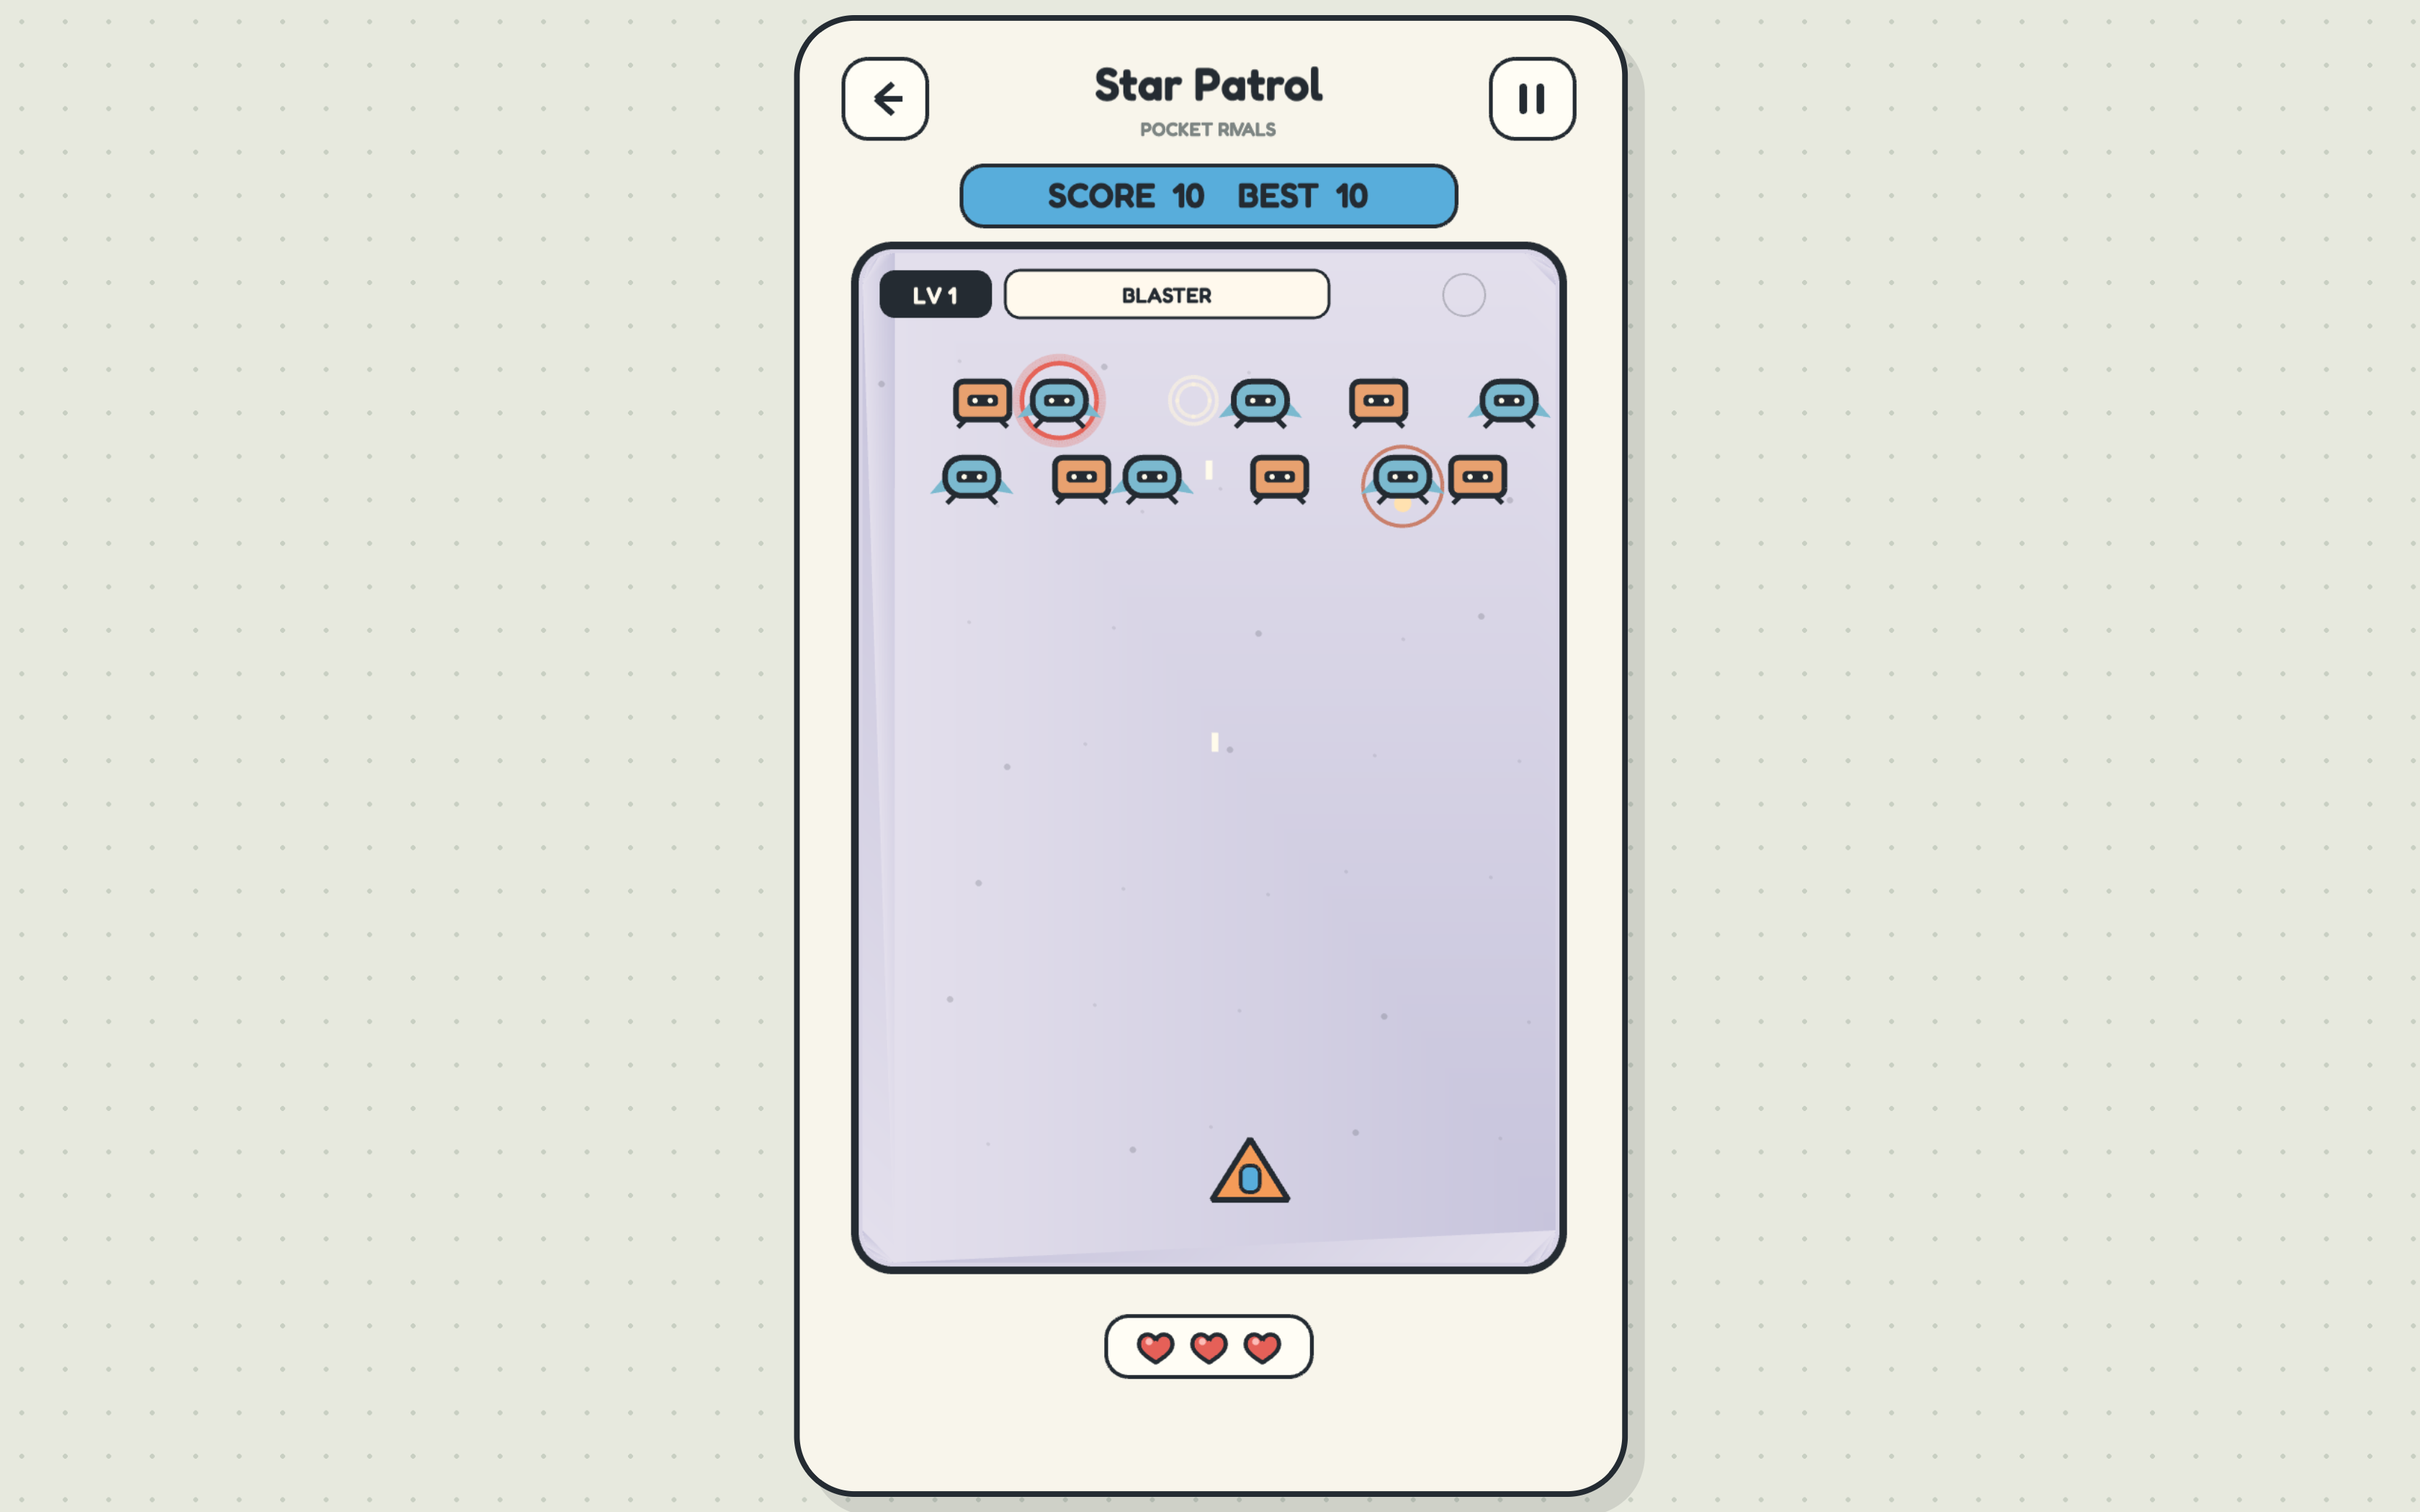 Star Patrol
POCKET RIVALS
SCORE 10 BEST 10
LV 1
BLASTER